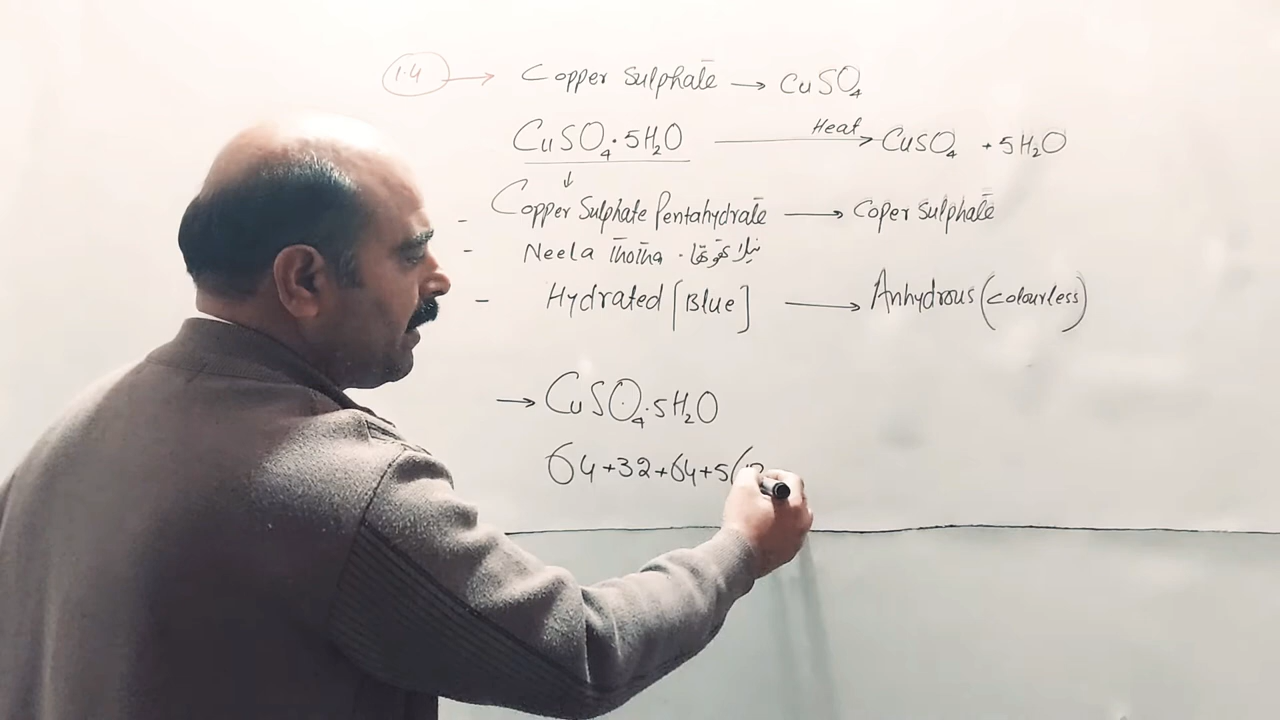 1.4 → Copper Sulphate → CuSO₄
CuSO₄.5H₂O Heat → CuSO₄ + 5H₂O
↓
- Copper Sulphate Pentahydrate → Coper Sulphate
- Neela Thotha . نیلا تھوتھا
- Hydrated [Blue] → Anhydrous (colourless)
→ CuSO₄.5H₂O
64+32+64+5(